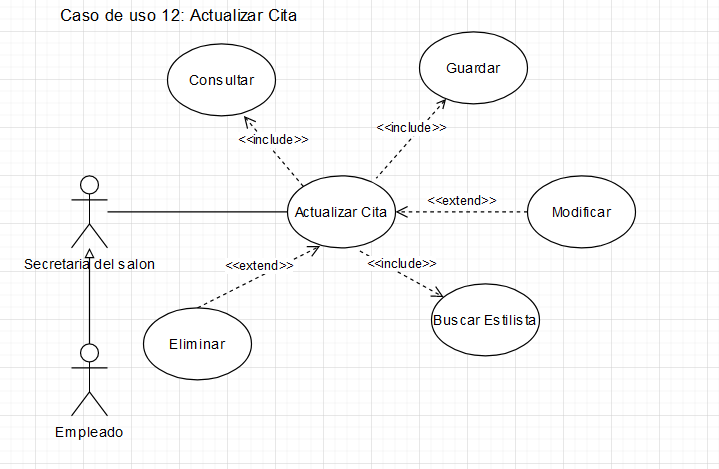 Caso de uso 12: Actualizar Cita
Consultar
Guardar
<<include>>
<<include>>
Actualizar Cita
<<extend>>
Modificar
Secretaria del salon
<<extend>>
<<include>>
Eliminar
Buscar Estilista
Empleado